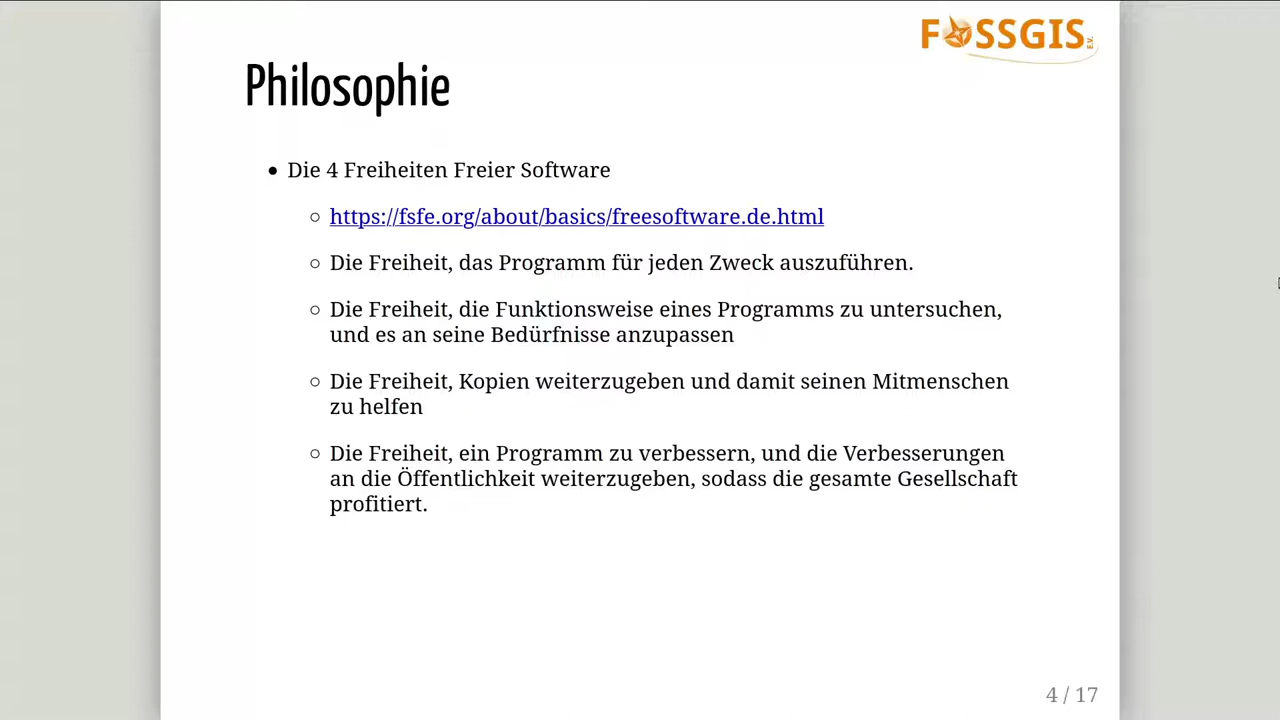 FOSSGIS e.V.
Philosophie
Die 4 Freiheiten Freier Software
https://fsfe.org/about/basics/freesoftware.de.html
Die Freiheit, das Programm für jeden Zweck auszuführen.
Die Freiheit, die Funktionsweise eines Programms zu untersuchen,
und es an seine Bedürfnisse anzupassen
Die Freiheit, Kopien weiterzugeben und damit seinen Mitmenschen
zu helfen
Die Freiheit, ein Programm zu verbessern, und die Verbesserungen
an die Öffentlichkeit weiterzugeben, sodass die gesamte Gesellschaft
profitiert.
4 / 17